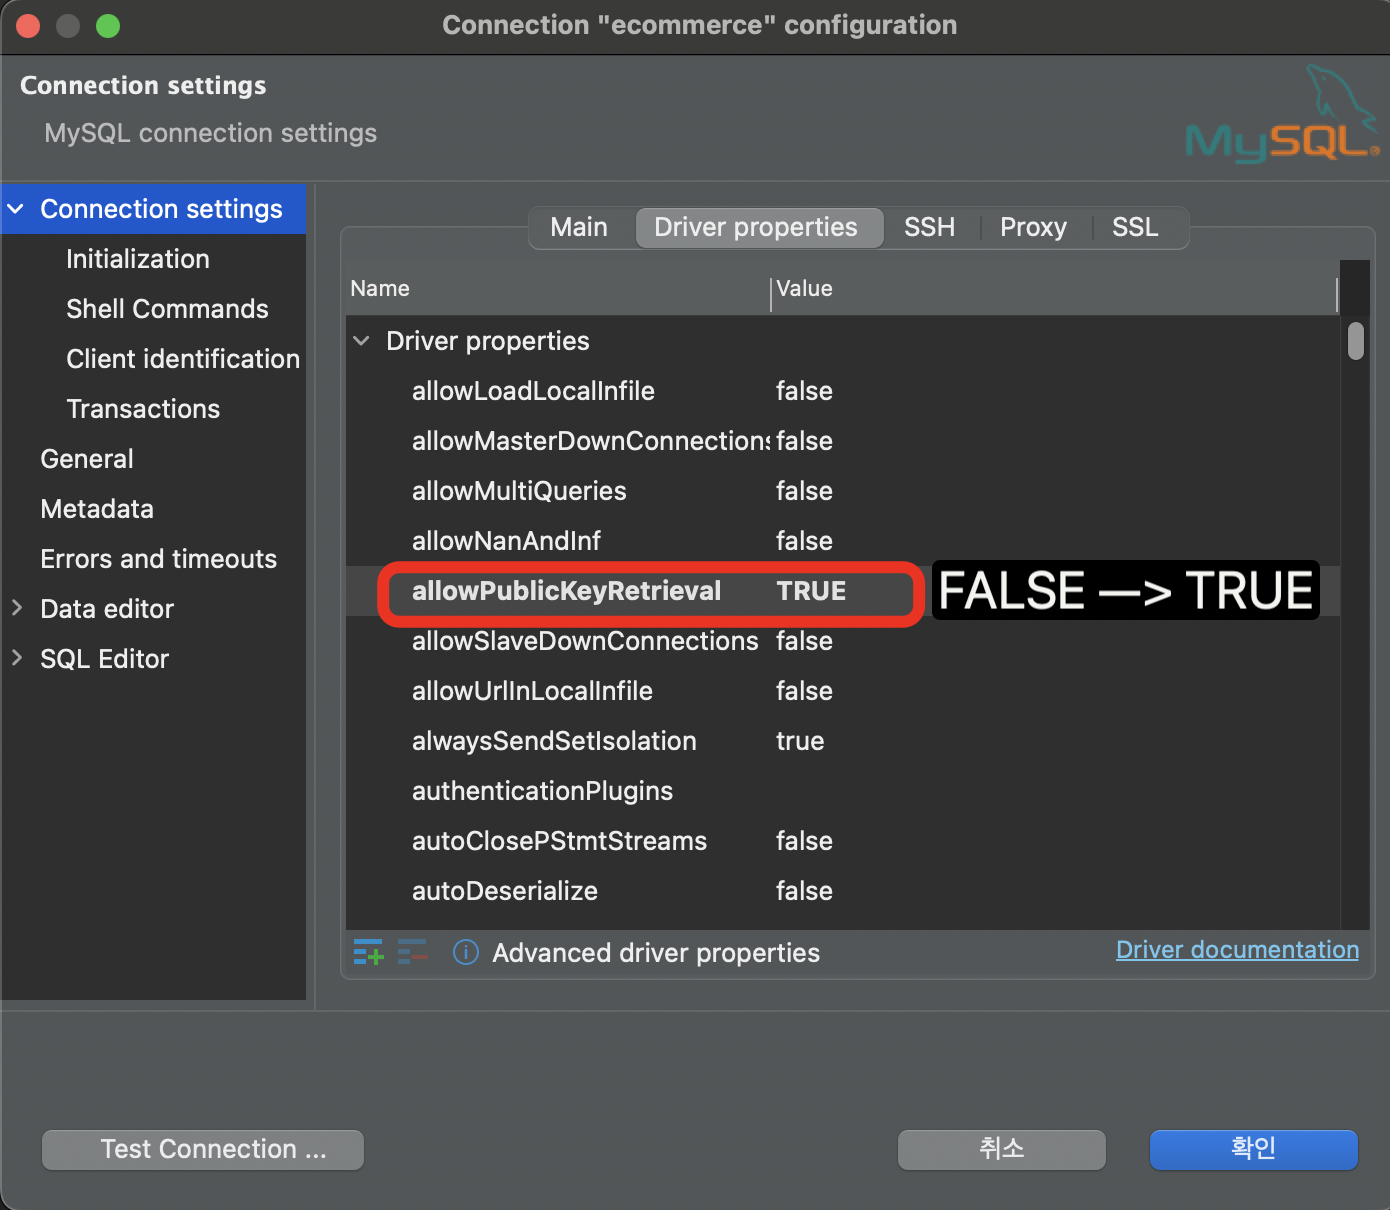 Connection "ecommerce" configuration
Connection settings
MySQL connection settings
MySQL®
Connection settings
Initialization
Shell Commands
Client identification
Transactions
General
Metadata
Errors and timeouts
Data editor
SQL Editor
Main Driver properties SSH Proxy SSL
Name Value
Driver properties
allowLoadLocalInfile false
allowMasterDownConnections false
allowMultiQueries false
allowNanAndInf false
allowPublicKeyRetrieval TRUE FALSE —> TRUE
allowSlaveDownConnections false
allowUrlInLocalInfile false
alwaysSendSetIsolation true
authenticationPlugins
autoClosePStmtStreams false
autoDeserialize false
Advanced driver properties Driver documentation
Test Connection ... 취소 확인